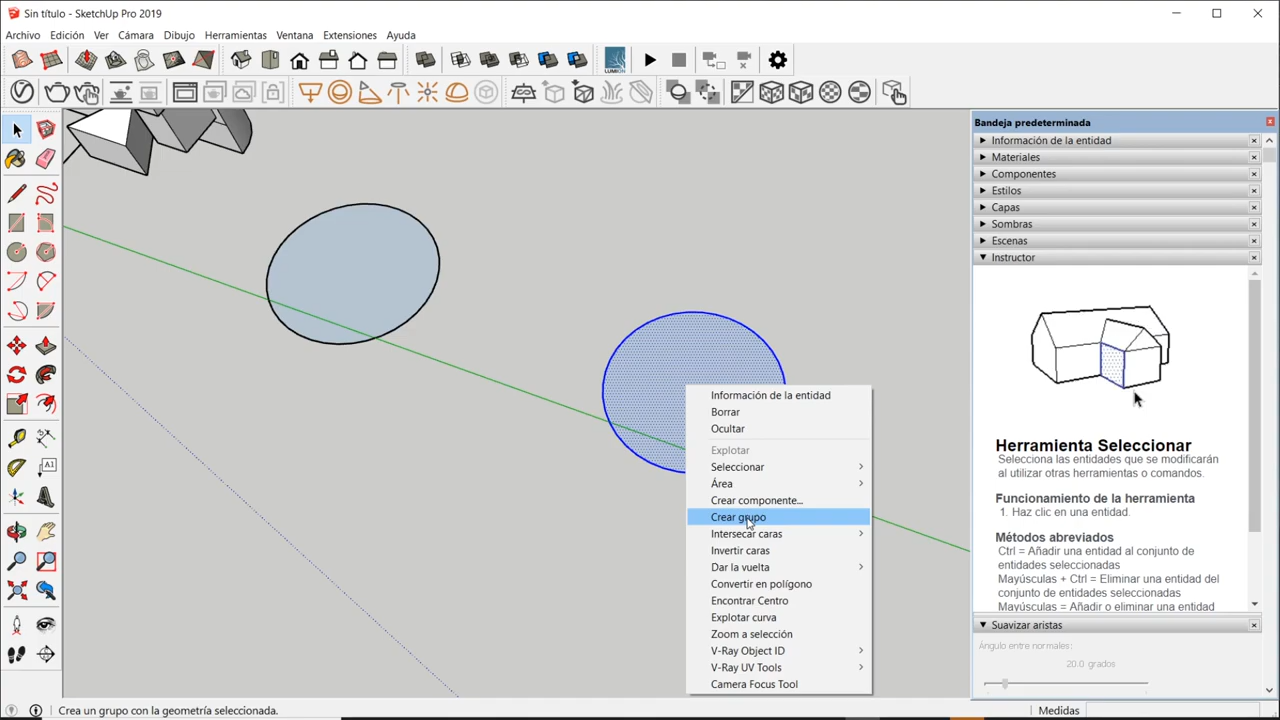 Sin título - SketchUp Pro 2019
Archivo Edición Ver Cámara Dibujo Herramientas Ventana Extensiones Ayuda
LUMION
A1
Información de la entidad
Borrar
Ocultar
Explotar
Seleccionar
Área
Crear componente...
Crear grupo
Intersecar caras
Invertir caras
Dar la vuelta
Convertir en polígono
Encontrar Centro
Explotar curva
Zoom a selección
V-Ray Object ID
V-Ray UV Tools
Camera Focus Tool
Bandeja predeterminada
Información de la entidad
Materiales
Componentes
Estilos
Capas
Sombras
Escenas
Instructor
Herramienta Seleccionar
Selecciona las entidades que se modificarán
al utilizar otras herramientas o comandos.
Funcionamiento de la herramienta
1. Haz clic en una entidad.
Métodos abreviados
Ctrl = Añadir una entidad al conjunto de
entidades seleccionadas
Mayúsculas + Ctrl = Eliminar una entidad del
conjunto de entidades seleccionadas
Mayúsculas = Añadir o eliminar una entidad
Suavizar aristas
Ángulo entre normales:
20.0 grados
Crea un grupo con la geometría seleccionada.
Medidas